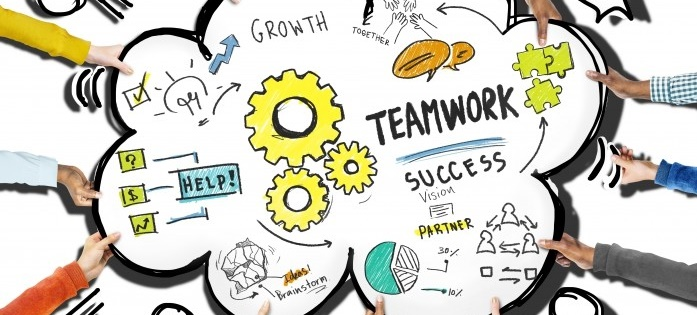 GROWTH
TOGETHER
TEAMWORK
?
HELP!
$
SUCCESS
Vision
PARTNER
30%
10%
Ideas!
Brainstorm